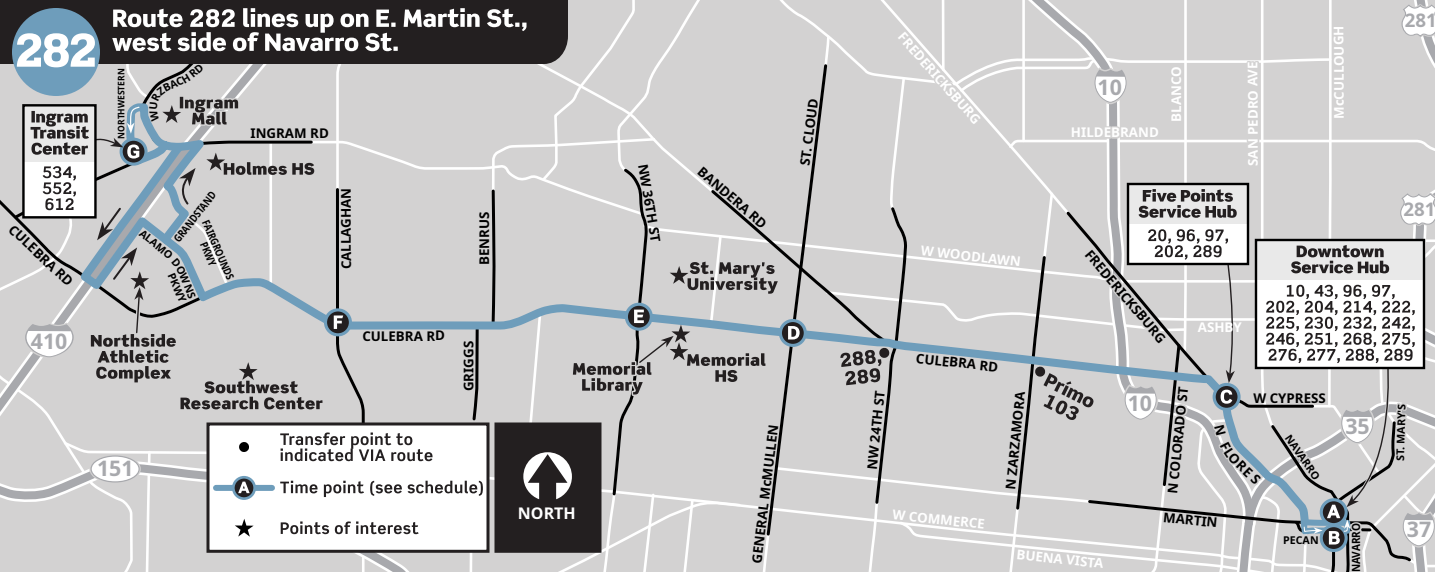 282
Route 282 lines up on E. Martin St.,
west side of Navarro St.
NORTHWESTERN
WURZBACH RD
Ingram
Mall
Ingram
Transit
Center
534,
552,
612
G
INGRAM RD
Holmes HS
GRANDSTAND
FAIRGROUNDS
PKWY
ALAMO DOWNS
PKWY
CULEBRA RD
410
Northside
Athletic
Complex
Southwest
Research Center
151
CALLAGHAN
F
CULEBRA RD
BENRUS
GRIGGS
NW 36TH ST
E
St. Mary's
University
Memorial
Library
Memorial
HS
BANDERA RD
ST. CLOUD
D
GENERAL McMULLEN
288,
289
NW 24TH ST
CULEBRA RD
W WOODLAWN
N ZARZAMORA
Prímo
103
FREDERICKSBURG
FREDERICKSBURG
10
HILDEBRAND
BLANCO
SAN PEDRO AVE
McCULLOUGH
281
281
Five Points
Service Hub
20, 96, 97,
202, 289
Downtown
Service Hub
10, 43, 96, 97,
202, 204, 214, 222,
225, 230, 232, 242,
246, 251, 268, 275,
276, 277, 288, 289
ASHBY
C
W CYPRESS
10
N COLORADO ST
N FLORES
NAVARRO
35
ST. MARY'S
MARTIN
A
B
PECAN
NAVARRO
37
W COMMERCE
BUENA VISTA
Transfer point to
indicated VIA route
A
Time point (see schedule)
Points of interest
NORTH